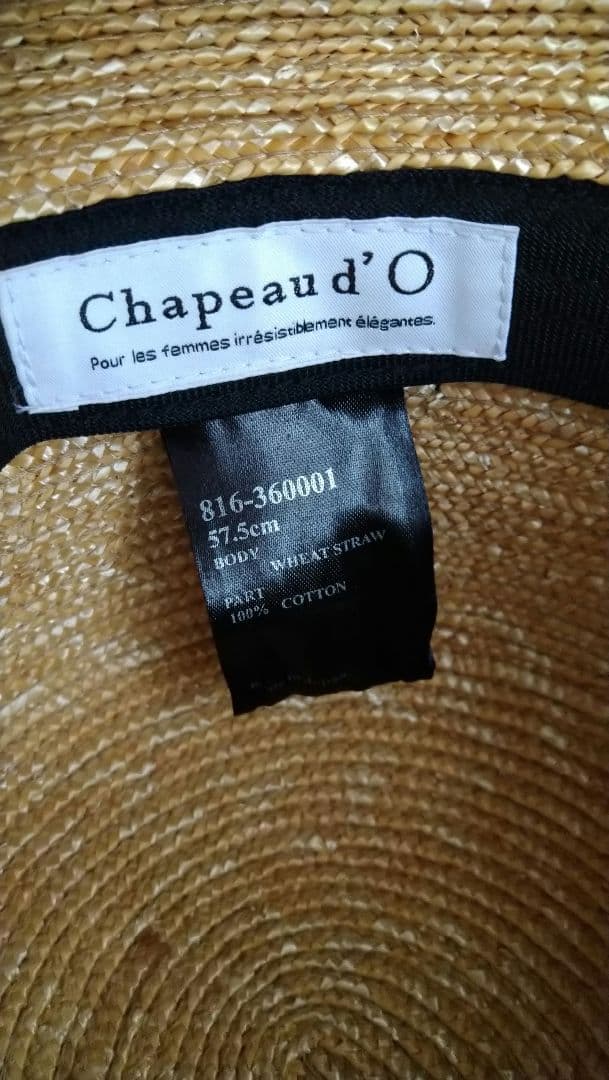 Chapeau d'O
Pour les femmes irrésistiblement élégantes.
816-360001
57.5cm
BODY WHEAT STRAW
PART
100% COTTON